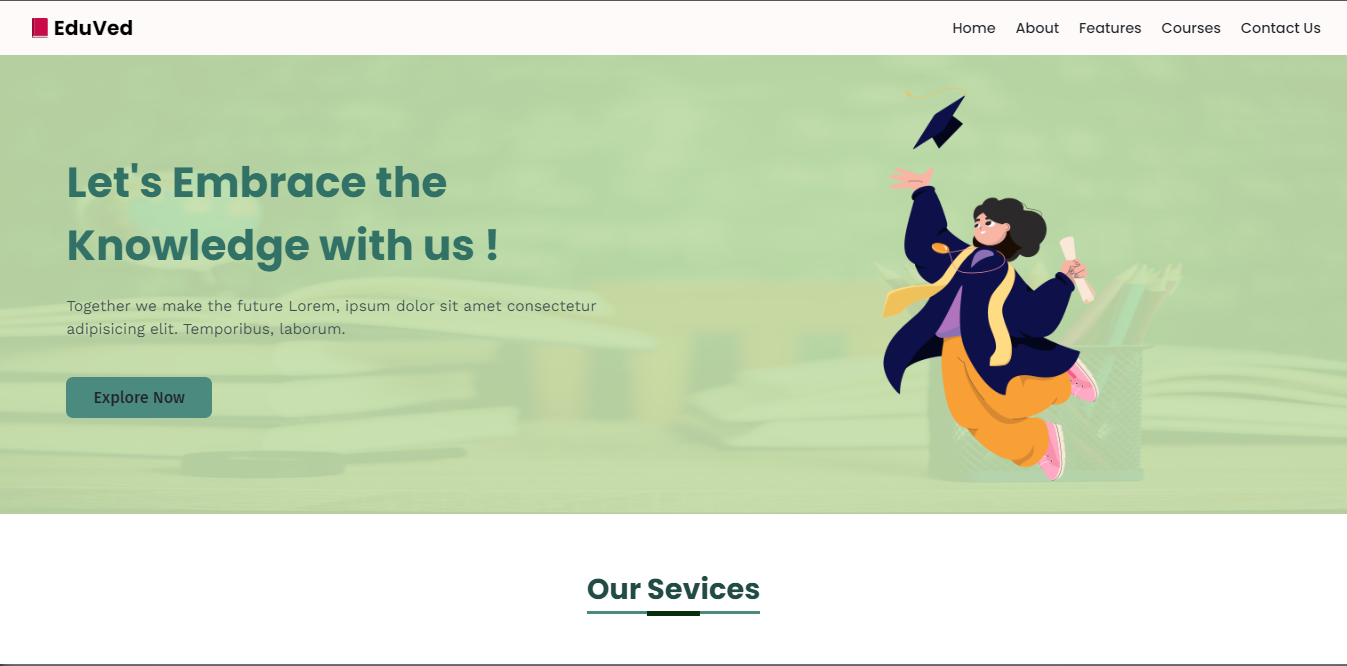 EduVed
Home About Features Courses Contact Us
Let's Embrace the
Knowledge with us !
Together we make the future Lorem, ipsum dolor sit amet consectetur
adipisicing elit. Temporibus, laborum.
Explore Now
Our Sevices